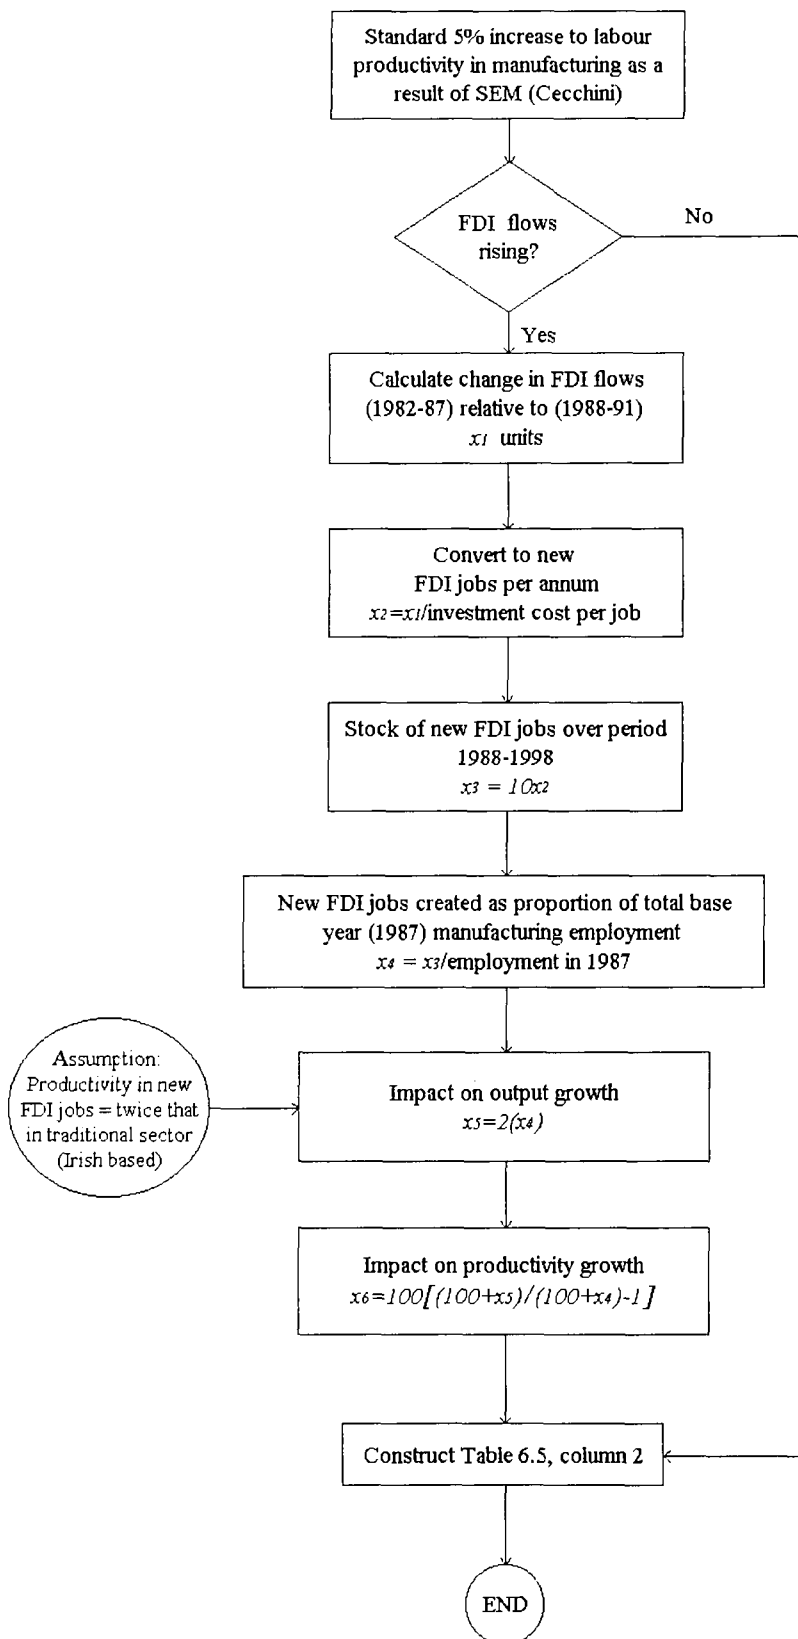 Standard 5% increase to labour
productivity in manufacturing as a
result of SEM (Cecchini)
FDI flows
rising?
No
Yes
Calculate change in FDI flows
(1982-87) relative to (1988-91)
x1 units
Convert to new
FDI jobs per annum
x2=x1/investment cost per job
Stock of new FDI jobs over period
1988-1998
x3 = 10x2
New FDI jobs created as proportion of total base
year (1987) manufacturing employment
x4 = x3/employment in 1987
Assumption:
Productivity in new
FDI jobs = twice that
in traditional sector
(Irish based)
Impact on output growth
x5=2(x4)
Impact on productivity growth
x6=100[(100+x5)/(100+x4)-1]
Construct Table 6.5, column 2
END